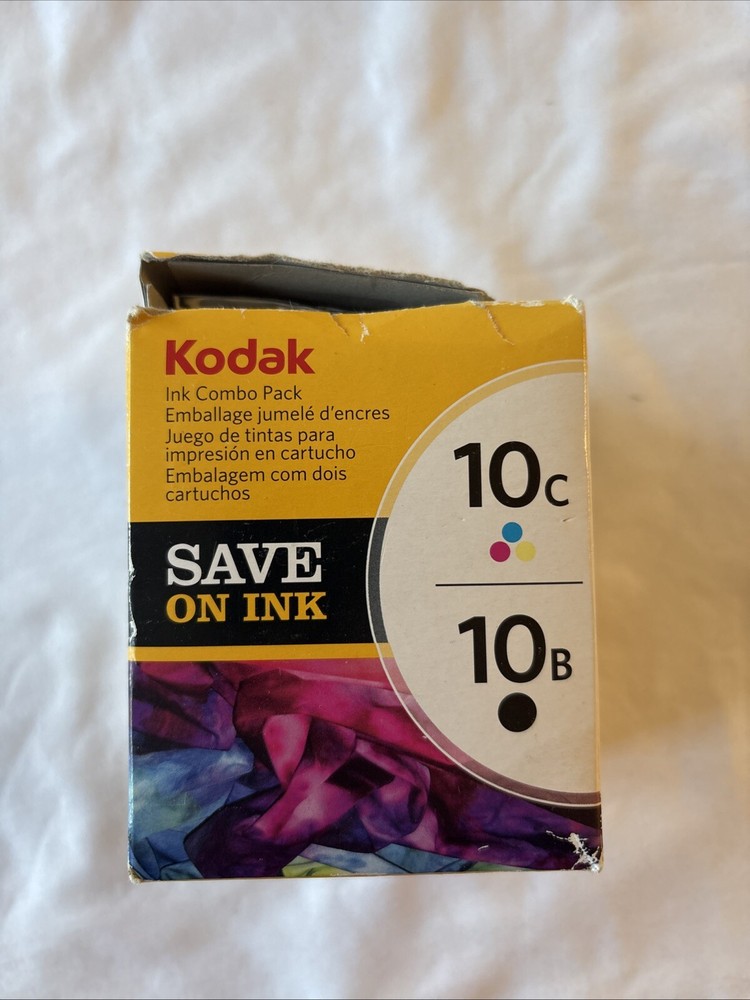 Kodak
Ink Combo Pack
Emballage jumelé d'encres
Juego de tintas para
impresión en cartucho
Embalagem com dois
cartuchos
SAVE
ON INK
10C
10B